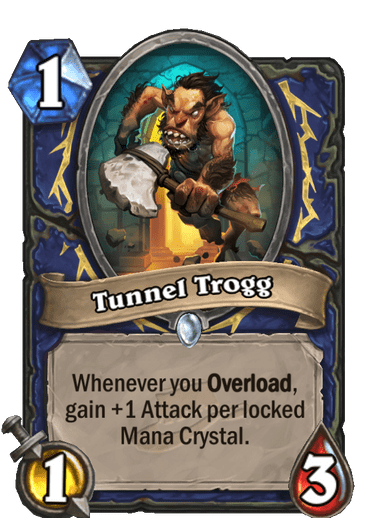 1
Tunnel Trogg
Whenever you Overload,
gain +1 Attack per locked
Mana Crystal.
1
3